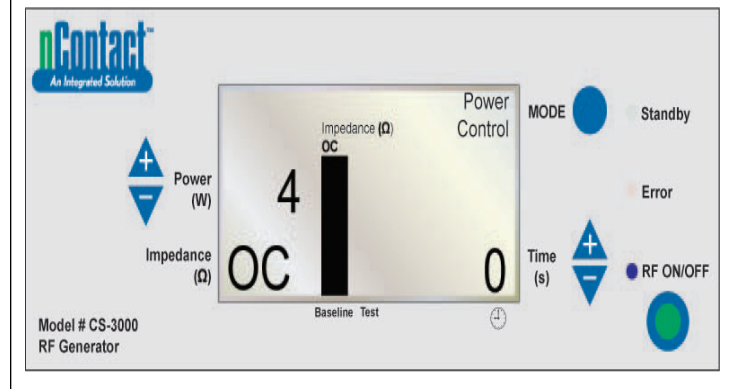 nContact™
An Integrated Solution
Power
(W)
Impedance
(Ω)
Model # CS-3000
RF Generator
Impedance (Ω)
OC
Power
Control
4
OC
0
Baseline Test
MODE
Time
(s)
Standby
Error
RF ON/OFF